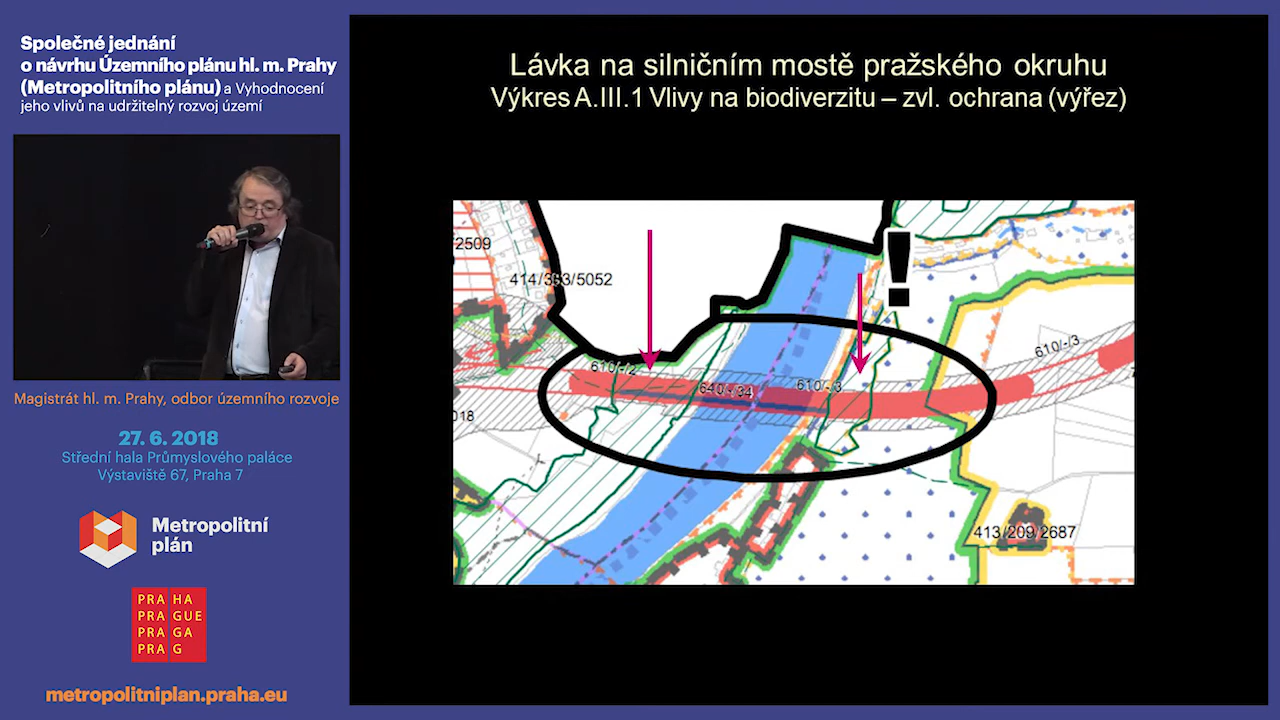 Společné jednání
o návrhu Územního plánu hl. m. Prahy
(Metropolitního plánu) a Vyhodnocení
jeho vlivů na udržitelný rozvoj území
Magistrát hl. m. Prahy, odbor územního rozvoje
27. 6. 2018
Střední hala Průmyslového paláce
Výstaviště 67, Praha 7
Metropolitní
plán
PRA HA
PRA GUE
PRA GA
PRA G
metropolitniplan.praha.eu
Lávka na silničním mostě pražského okruhu
Výkres A.III.1 Vlivy na biodiverzitu – zvl. ochrana (výřez)
/2509
414/353/5052
!
610/-/2
640/-/34
610/-/3
610/-/3
018
413/209/2687